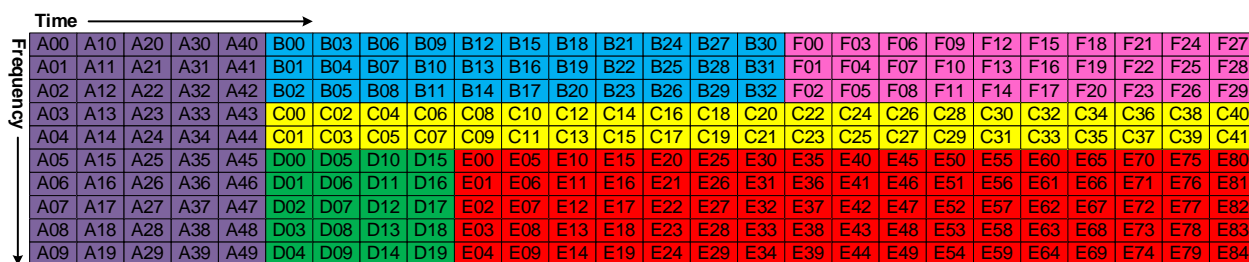 Time
Frequency
A00 A10 A20 A30 A40 B00 B03 B06 B09 B12 B15 B18 B21 B24 B27 B30 F00 F03 F06 F09 F12 F15 F18 F21 F24 F27
A01 A11 A21 A31 A41 B01 B04 B07 B10 B13 B16 B19 B22 B25 B28 B31 F01 F04 F07 F10 F13 F16 F19 F22 F25 F28
A02 A12 A22 A32 A42 B02 B05 B08 B11 B14 B17 B20 B23 B26 B29 B32 F02 F05 F08 F11 F14 F17 F20 F23 F26 F29
A03 A13 A23 A33 A43 C00 C02 C04 C06 C08 C10 C12 C14 C16 C18 C20 C22 C24 C26 C28 C30 C32 C34 C36 C38 C40
A04 A14 A24 A34 A44 C01 C03 C05 C07 C09 C11 C13 C15 C17 C19 C21 C23 C25 C27 C29 C31 C33 C35 C37 C39 C41
A05 A15 A25 A35 A45 D00 D05 D10 D15 E00 E05 E10 E15 E20 E25 E30 E35 E40 E45 E50 E55 E60 E65 E70 E75 E80
A06 A16 A26 A36 A46 D01 D06 D11 D16 E01 E06 E11 E16 E21 E26 E31 E36 E41 E46 E51 E56 E61 E66 E71 E76 E81
A07 A17 A27 A37 A47 D02 D07 D12 D17 E02 E07 E12 E17 E22 E27 E32 E37 E42 E47 E52 E57 E62 E67 E72 E77 E82
A08 A18 A28 A38 A48 D03 D08 D13 D18 E03 E08 E13 E18 E23 E28 E33 E38 E43 E48 E53 E58 E63 E68 E73 E78 E83
A09 A19 A29 A39 A49 D04 D09 D14 D19 E04 E09 E14 E19 E24 E29 E34 E39 E44 E49 E54 E59 E64 E69 E74 E79 E84